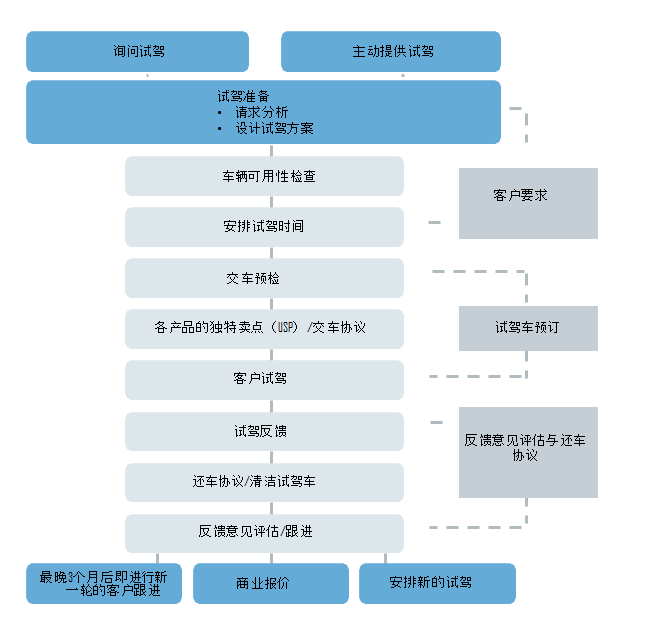 询问试驾
主动提供试驾
试驾准备
• 请求分析
• 设计试驾方案
车辆可用性检查
客户要求
安排试驾时间
交车预检
各产品的独特卖点（USP）/交车协议
试驾车预订
客户试驾
试驾反馈
反馈意见评估与还车
协议
还车协议/清洁试驾车
反馈意见评估/跟进
最晚3个月后即进行新
一轮的客户跟进
商业报价
安排新的试驾